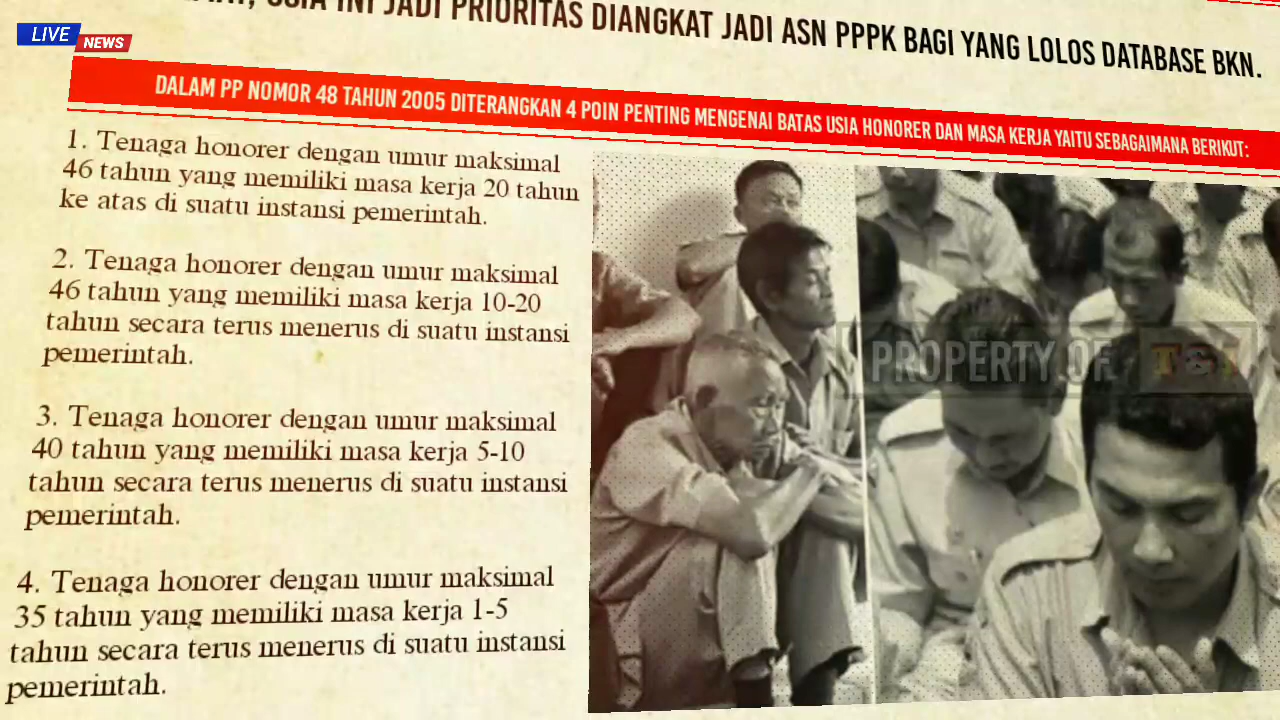 USIA INI JADI PRIORITAS DIANGKAT JADI ASN PPPK BAGI YANG LOLOS DATABASE BKN.
LIVE
NEWS
DALAM PP NOMOR 48 TAHUN 2005 DITERANGKAN 4 POIN PENTING MENGENAI BATAS USIA HONORER DAN MASA KERJA YAITU SEBAGAIMANA BERIKUT:
1. Tenaga honorer dengan umur maksimal
46 tahun yang memiliki masa kerja 20 tahun
ke atas di suatu instansi pemerintah.
2. Tenaga honorer dengan umur maksimal
46 tahun yang memiliki masa kerja 10-20
tahun secara terus menerus di suatu instansi
pemerintah.
3. Tenaga honorer dengan umur maksimal
40 tahun yang memiliki masa kerja 5-10
tahun secara terus menerus di suatu instansi
pemerintah.
4. Tenaga honorer dengan umur maksimal
35 tahun yang memiliki masa kerja 1-5
tahun secara terus menerus di suatu instansi
pemerintah.
PROPERTY OF